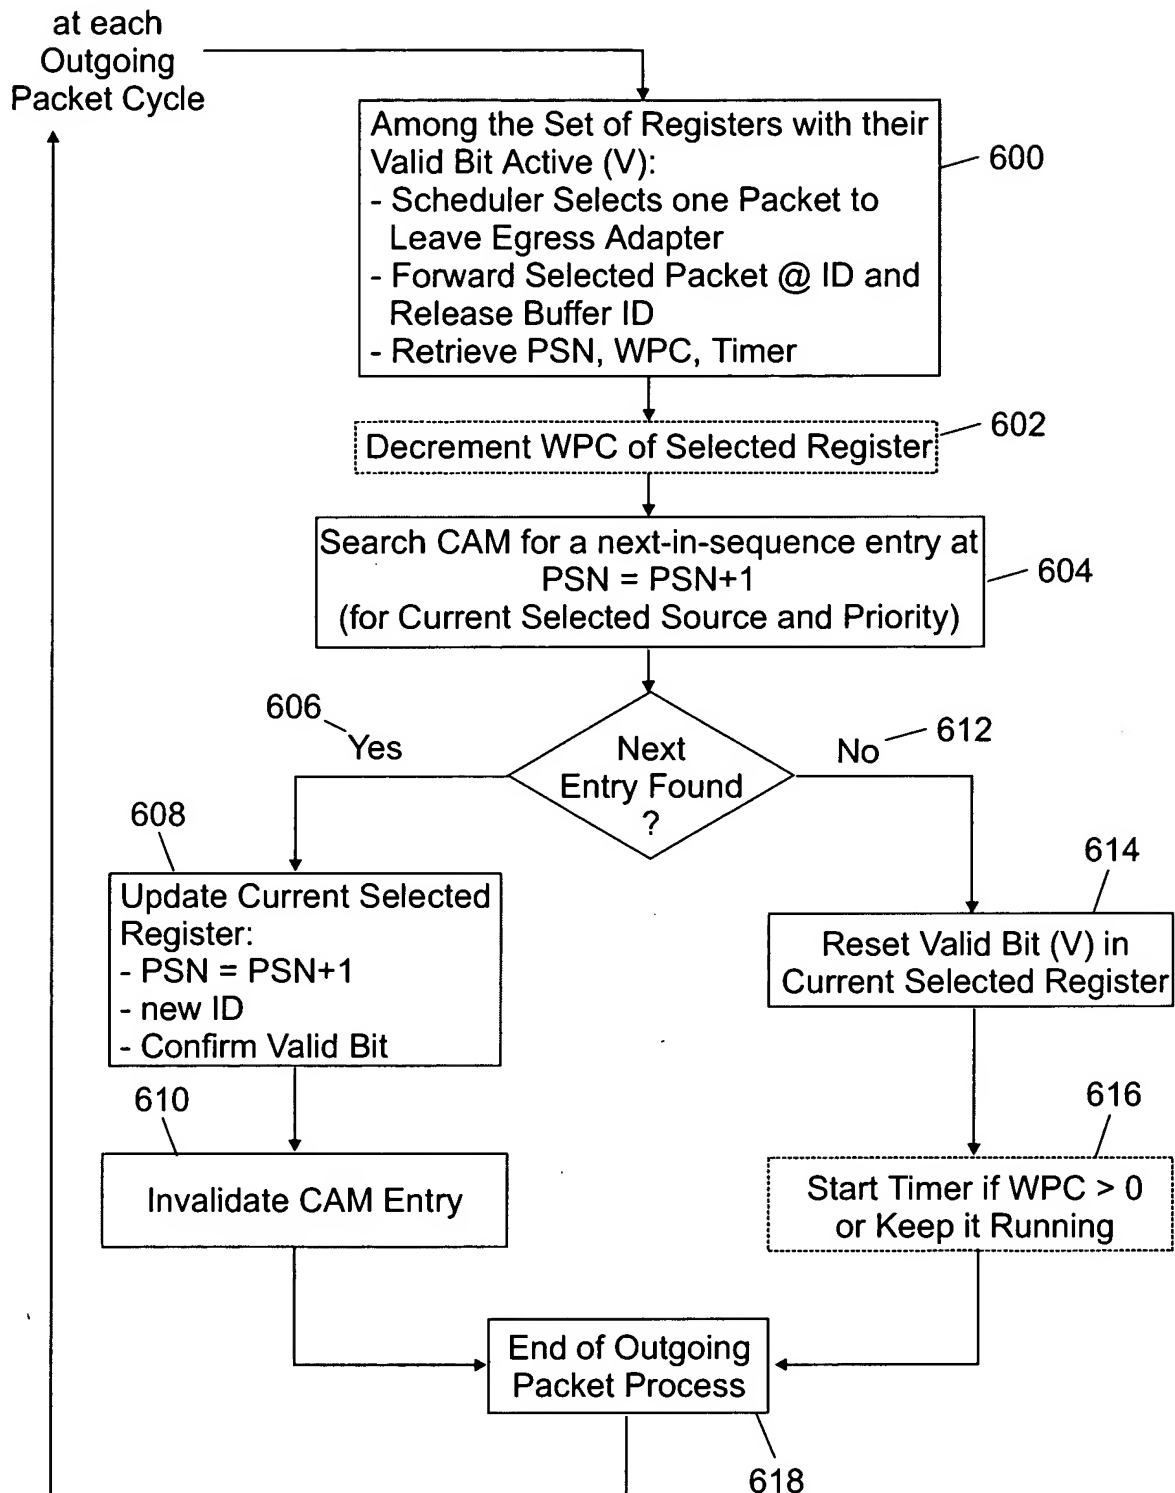 at each
Outgoing
Packet Cycle
Among the Set of Registers with their
Valid Bit Active (V):
- Scheduler Selects one Packet to
Leave Egress Adapter
- Forward Selected Packet @ ID and
Release Buffer ID
- Retrieve PSN, WPC, Timer
600
Decrement WPC of Selected Register
602
Search CAM for a next-in-sequence entry at
PSN = PSN+1
(for Current Selected Source and Priority)
604
606
Yes
Next
Entry Found
?
No
612
608
Update Current Selected
Register:
- PSN = PSN+1
- new ID
- Confirm Valid Bit
614
Reset Valid Bit (V) in
Current Selected Register
610
Invalidate CAM Entry
616
Start Timer if WPC > 0
or Keep it Running
End of Outgoing
Packet Process
618